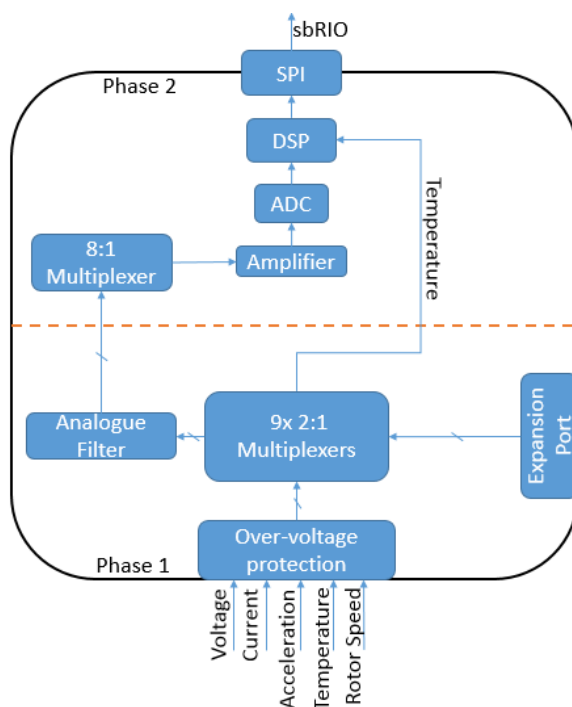 sbRIO
Phase 2
SPI
DSP
ADC
Temperature
8:1
Multiplexer
Amplifier
Analogue
Filter
9x 2:1
Multiplexers
Expansion
Port
Over-voltage
protection
Phase 1
Voltage
Current
Acceleration
Temperature
Rotor Speed